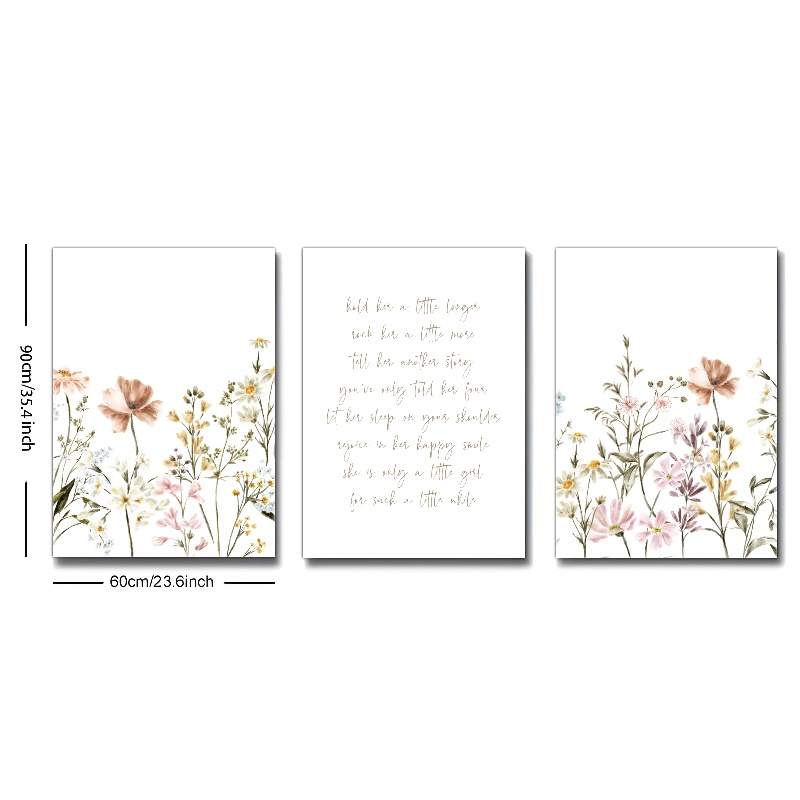 hold her a little longer
rock her a little more
tell her another story
you've only told her four
let her sleep on your shoulder
rejoice in her happy smile
she is only a little girl
for such a little while
90cm/35.4 inch
60cm/23.6inch